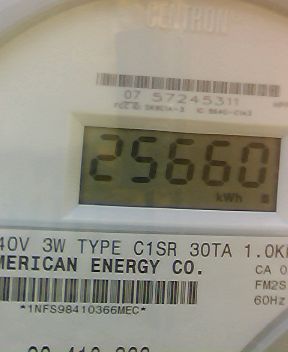 CENTRON
07 57245311
25660
kWh
40V 3W TYPE C1SR 30TA 1.0K
MERICAN ENERGY CO.
CA 0
FM2S
60Hz
*1NFS98410366MEC*